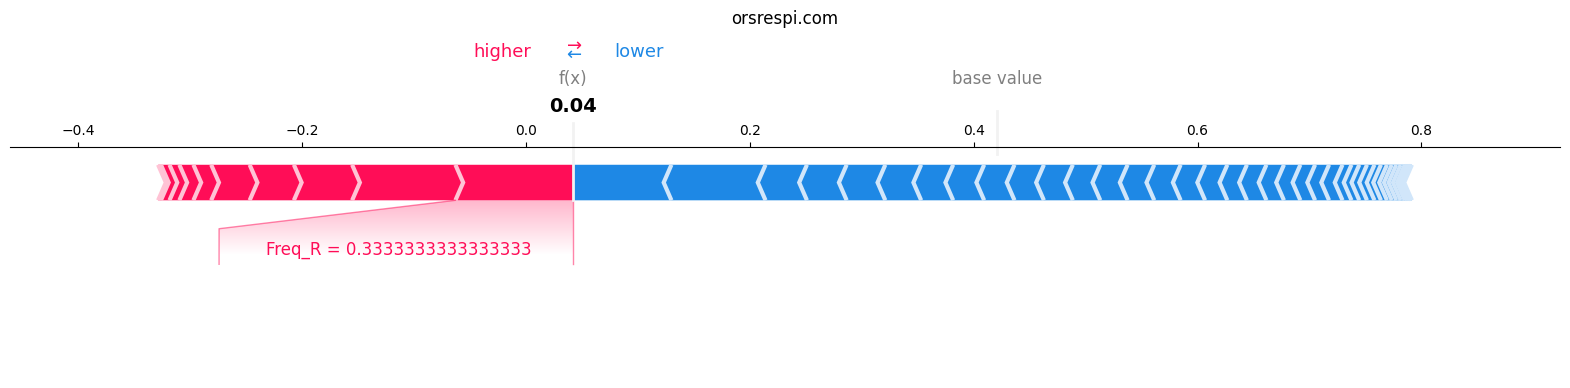 orsrespi.com
higher ⇄ lower
f(x) base value
0.04
−0.4 −0.2 0.0 0.2 0.4 0.6 0.8
Freq_R = 0.3333333333333333